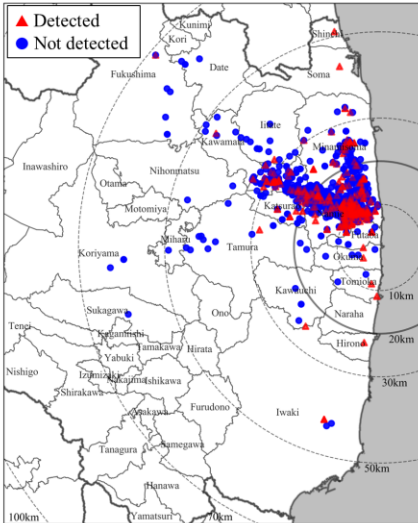 Detected
Not detected
Kunimi
Kori
Shinchi
Fukushima
Date
Soma
Iitate
Kawamata
Inawashiro
Nihonmatsu
Otama
Motomiya
Miharu
Tamura
Koriyama
Futaba
Okuma
Tomioka
10km
Kawauchi
Sukagawa
Ono
Naraha
Tenei
Kagamiishi
20km
Tamakawa
Hirata
Hirono
Yabuki
Nishigo
Izumizaki
Nakajima
Ishikawa
30km
Shirakawa
Asakawa
Furudono
Iwaki
Samegawa
Tanagura
50km
Hanawa
100km
Yamatsuri
70km